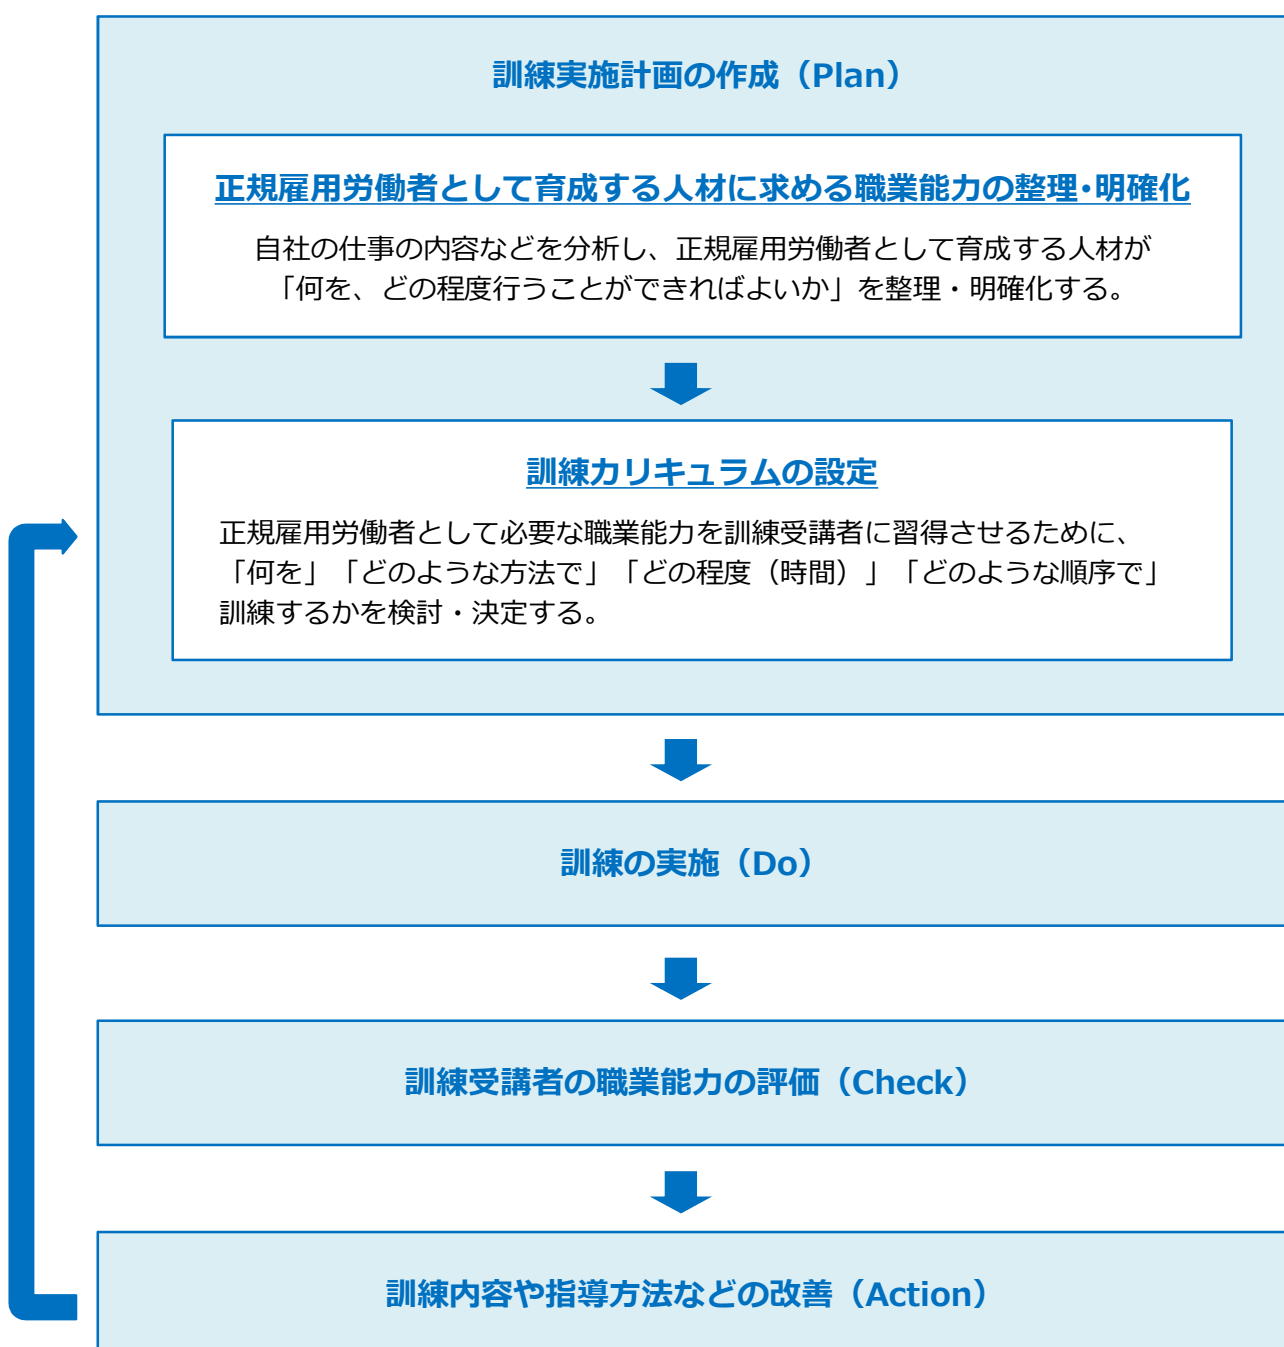 訓練実施計画の作成（Plan）
正規雇用労働者として育成する人材に求める職業能力の整理・明確化
自社の仕事の内容などを分析し、正規雇用労働者として育成する人材が
「何を、どの程度行うことができればよいか」を整理・明確化する。
訓練カリキュラムの設定
正規雇用労働者として必要な職業能力を訓練受講者に習得させるために、
「何を」「どのような方法で」「どの程度（時間）」「どのような順序で」
訓練するかを検討・決定する。
訓練の実施（Do）
訓練受講者の職業能力の評価（Check）
訓練内容や指導方法などの改善（Action）